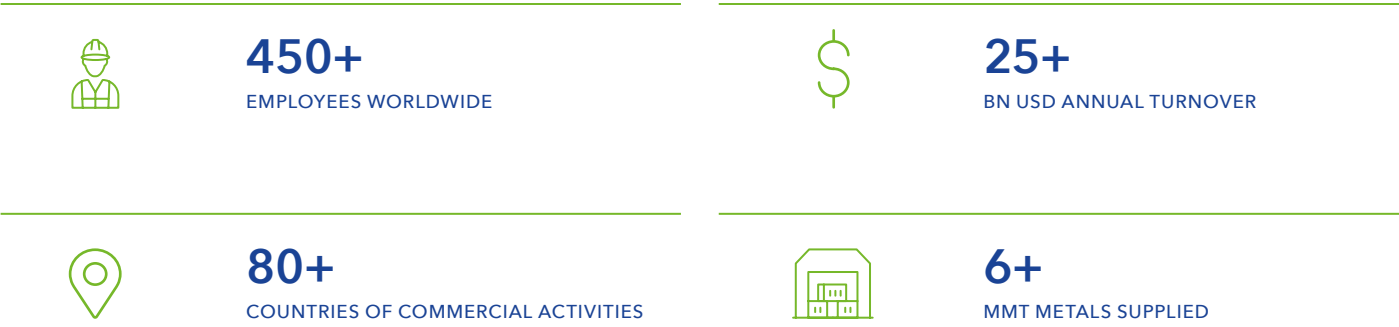 450+
EMPLOYEES WORLDWIDE
25+
BN USD ANNUAL TURNOVER
80+
COUNTRIES OF COMMERCIAL ACTIVITIES
6+
MMT METALS SUPPLIED